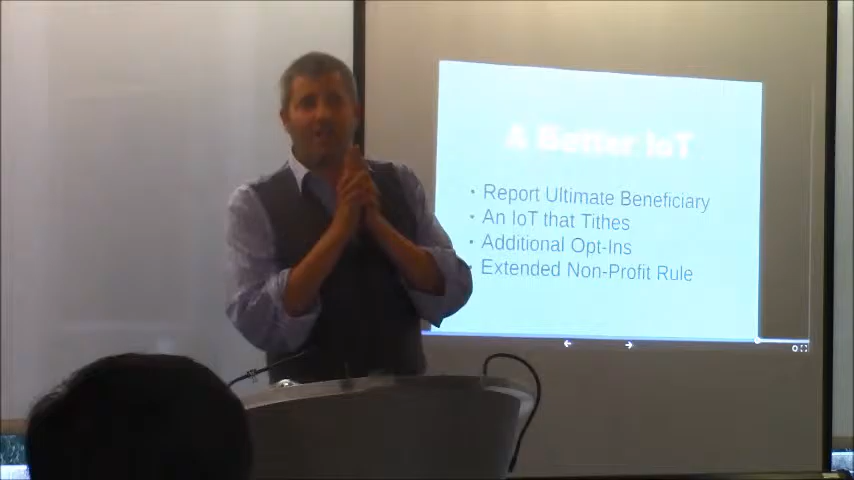 A Better IoT
• Report Ultimate Beneficiary
• An IoT that Tithes
• Additional Opt-Ins
• Extended Non-Profit Rule